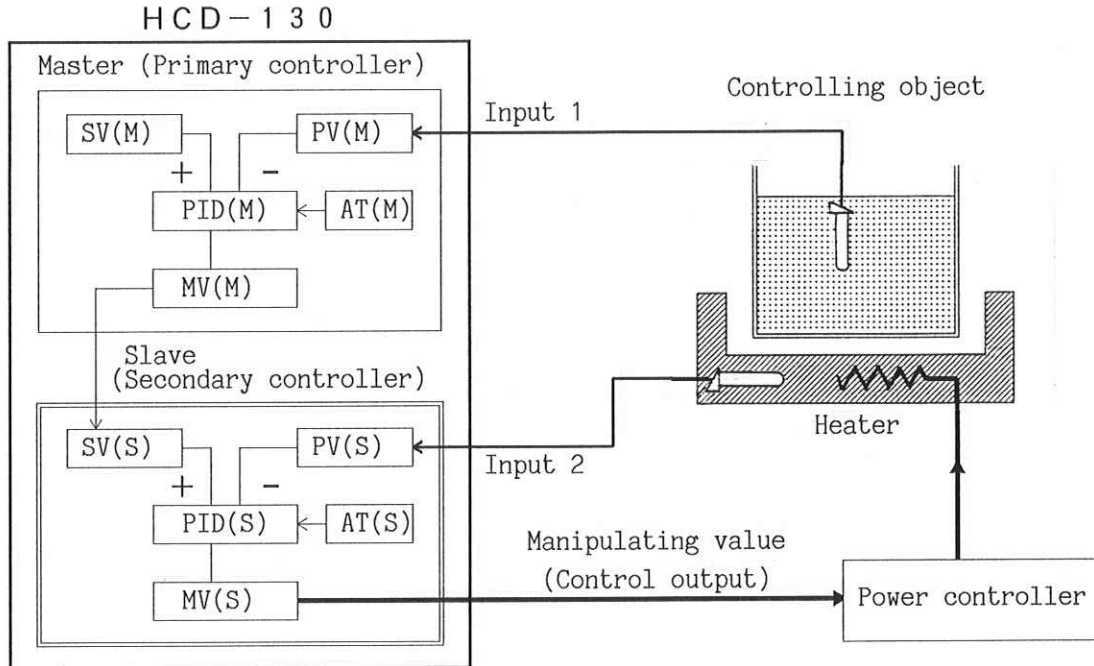 HCD-130
Master (Primary controller)
SV(M)
PV(M)
+
−
PID(M)
AT(M)
MV(M)
Input 1
Controlling object
Slave
(Secondary controller)
SV(S)
PV(S)
+
−
PID(S)
AT(S)
MV(S)
Input 2
Heater
Manipulating value
(Control output)
Power controller